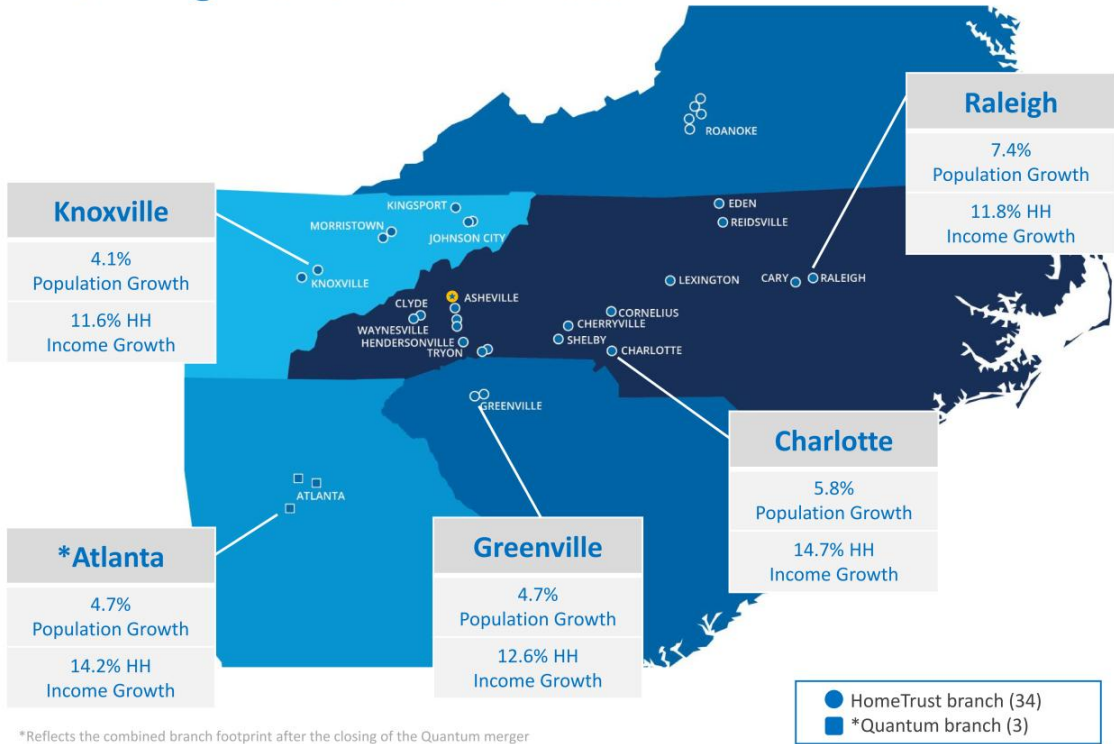 ROANOKE
Raleigh
7.4%
Population Growth
11.8% HH
Income Growth
Knoxville
4.1%
Population Growth
11.6% HH
Income Growth
KINGSPORT
MORRISTOWN
JOHNSON CITY
KNOXVILLE
EDEN
REIDSVILLE
LEXINGTON
CARY
RALEIGH
CLYDE
ASHEVILLE
WAYNESVILLE
HENDERSONVILLE
TRYON
CORNELIUS
CHERRYVILLE
SHELBY
CHARLOTTE
GREENVILLE
Charlotte
5.8%
Population Growth
14.7% HH
Income Growth
ATLANTA
*Atlanta
4.7%
Population Growth
14.2% HH
Income Growth
Greenville
4.7%
Population Growth
12.6% HH
Income Growth
HomeTrust branch (34)
*Quantum branch (3)
*Reflects the combined branch footprint after the closing of the Quantum merger